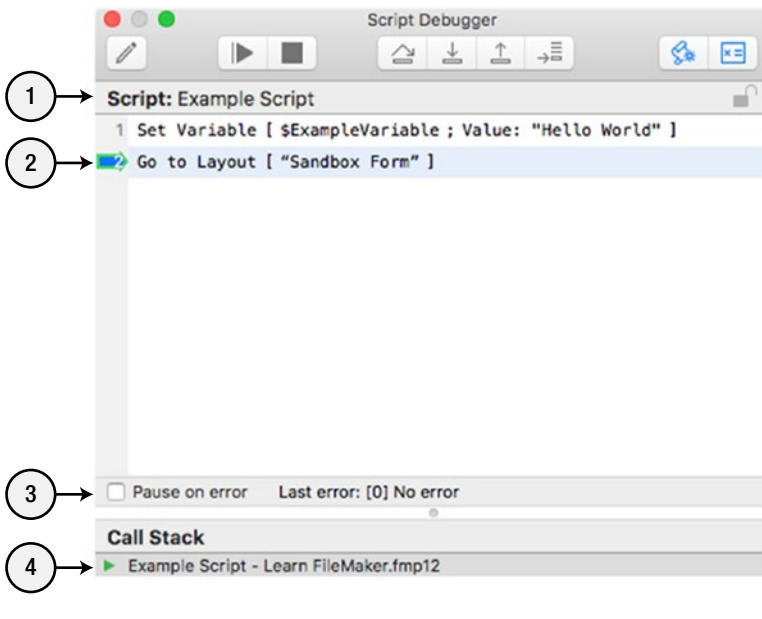 Script Debugger
1
Script: Example Script
1 Set Variable [ $ExampleVariable ; Value: "Hello World" ]
2
2 Go to Layout [ “Sandbox Form” ]
3
Pause on error Last error: [0] No error
Call Stack
4
Example Script - Learn FileMaker.fmp12